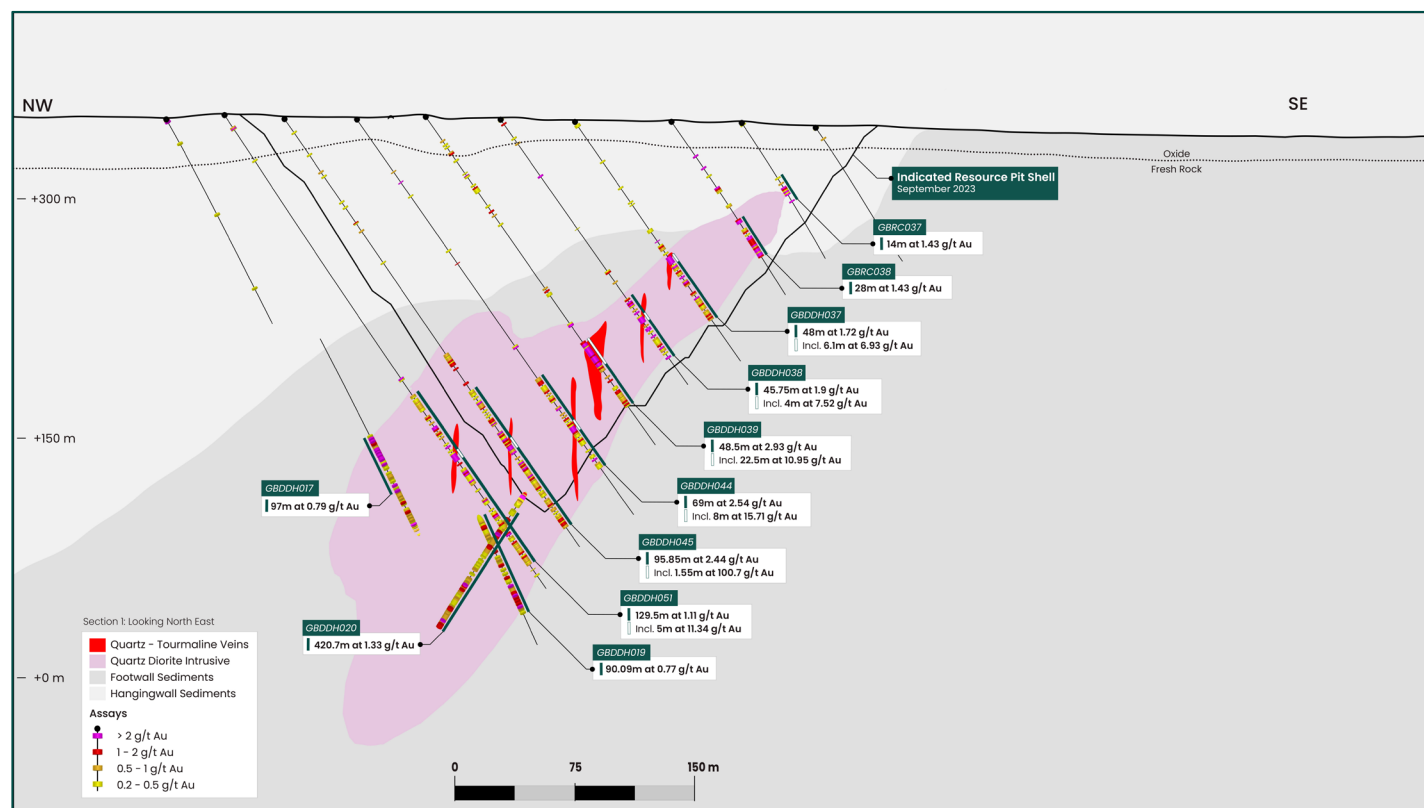 NW
SE
Oxide
Fresh Rock
Indicated Resource Pit Shell
September 2023
+300 m
+150 m
+0 m
GBRC037
14m at 1.43 g/t Au
GBRC038
28m at 1.43 g/t Au
GBDDH037
48m at 1.72 g/t Au
Incl. 6.1m at 6.93 g/t Au
GBDDH038
45.75m at 1.9 g/t Au
Incl. 4m at 7.52 g/t Au
GBDDH039
48.5m at 2.93 g/t Au
Incl. 22.5m at 10.95 g/t Au
GBDDH044
69m at 2.54 g/t Au
Incl. 8m at 15.71 g/t Au
GBDDH045
95.85m at 2.44 g/t Au
Incl. 1.55m at 100.7 g/t Au
GBDDH051
129.5m at 1.11 g/t Au
Incl. 5m at 11.34 g/t Au
GBDDH019
90.09m at 0.77 g/t Au
GBDDH017
97m at 0.79 g/t Au
GBDDH020
420.7m at 1.33 g/t Au
Section 1: Looking North East
Quartz - Tourmaline Veins
Quartz Diorite Intrusive
Footwall Sediments
Hangingwall Sediments
Assays
> 2 g/t Au
1 - 2 g/t Au
0.5 - 1 g/t Au
0.2 - 0.5 g/t Au
0 75 150 m